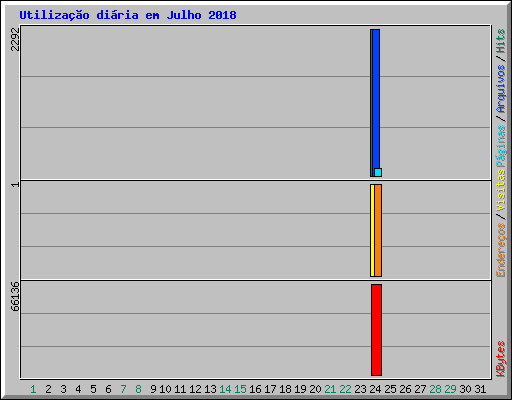 Utilização diária em Julho 2018
2292
1
66136
Páginas / Arquivos / Hits
Endereços / Visitas
KBytes
1 2 3 4 5 6 7 8 9 10 11 12 13 14 15 16 17 18 19 20 21 22 23 24 25 26 27 28 29 30 31